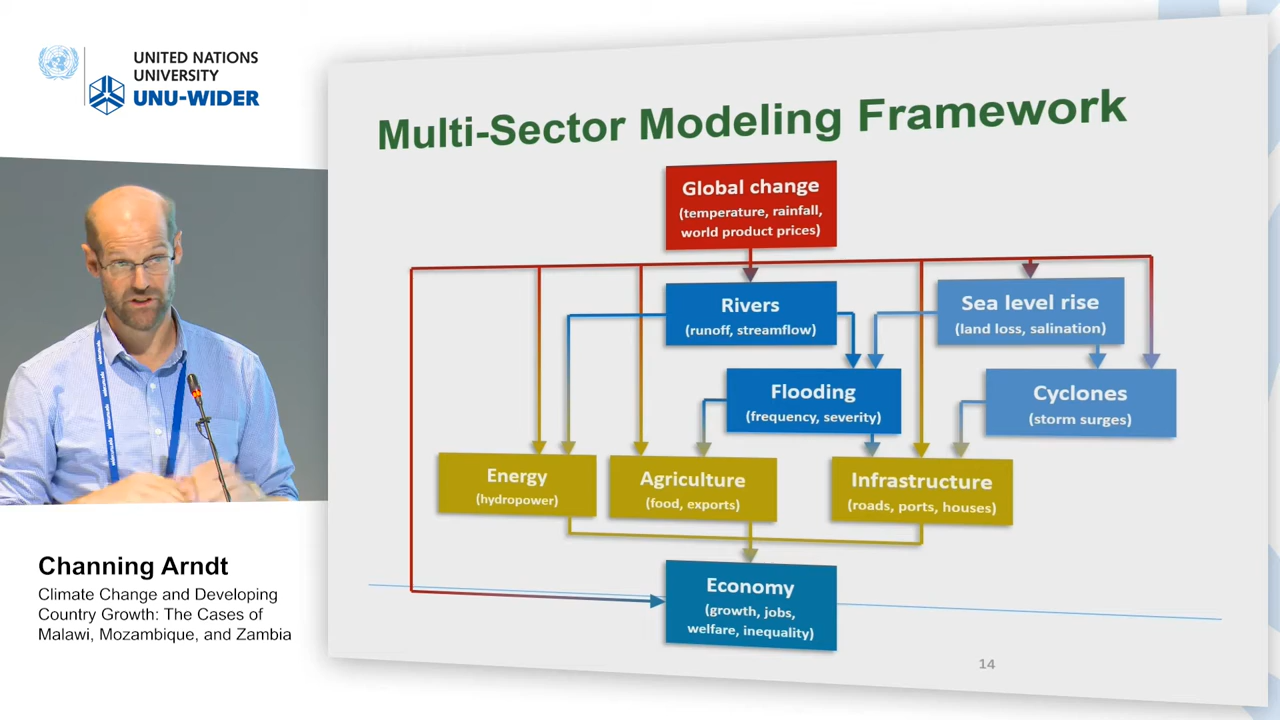 UNITED NATIONS
UNIVERSITY
UNU-WIDER
Multi-Sector Modeling Framework
Global change
(temperature, rainfall,
world product prices)
Rivers
(runoff, streamflow)
Sea level rise
(land loss, salination)
Flooding
(frequency, severity)
Cyclones
(storm surges)
Energy
(hydropower)
Agriculture
(food, exports)
Infrastructure
(roads, ports, houses)
Economy
(growth, jobs,
welfare, inequality)
14
Channing Arndt
Climate Change and Developing
Country Growth: The Cases of
Malawi, Mozambique, and Zambia